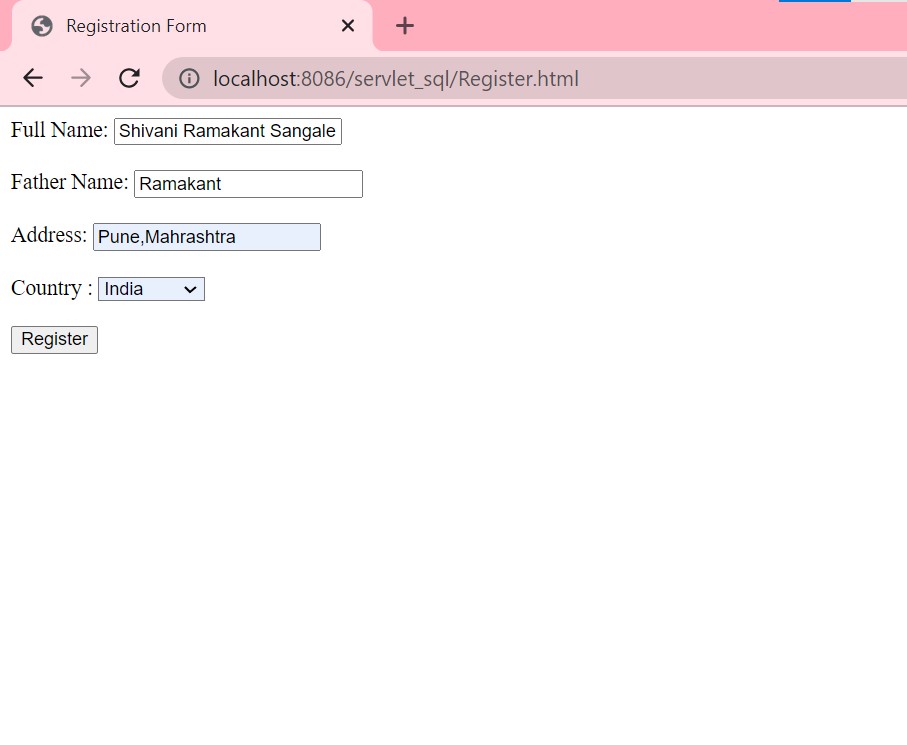 Registration Form
localhost:8086/servlet_sql/Register.html
Full Name: Shivani Ramakant Sangale
Father Name: Ramakant
Address: Pune,Mahrashtra
Country : India
Register